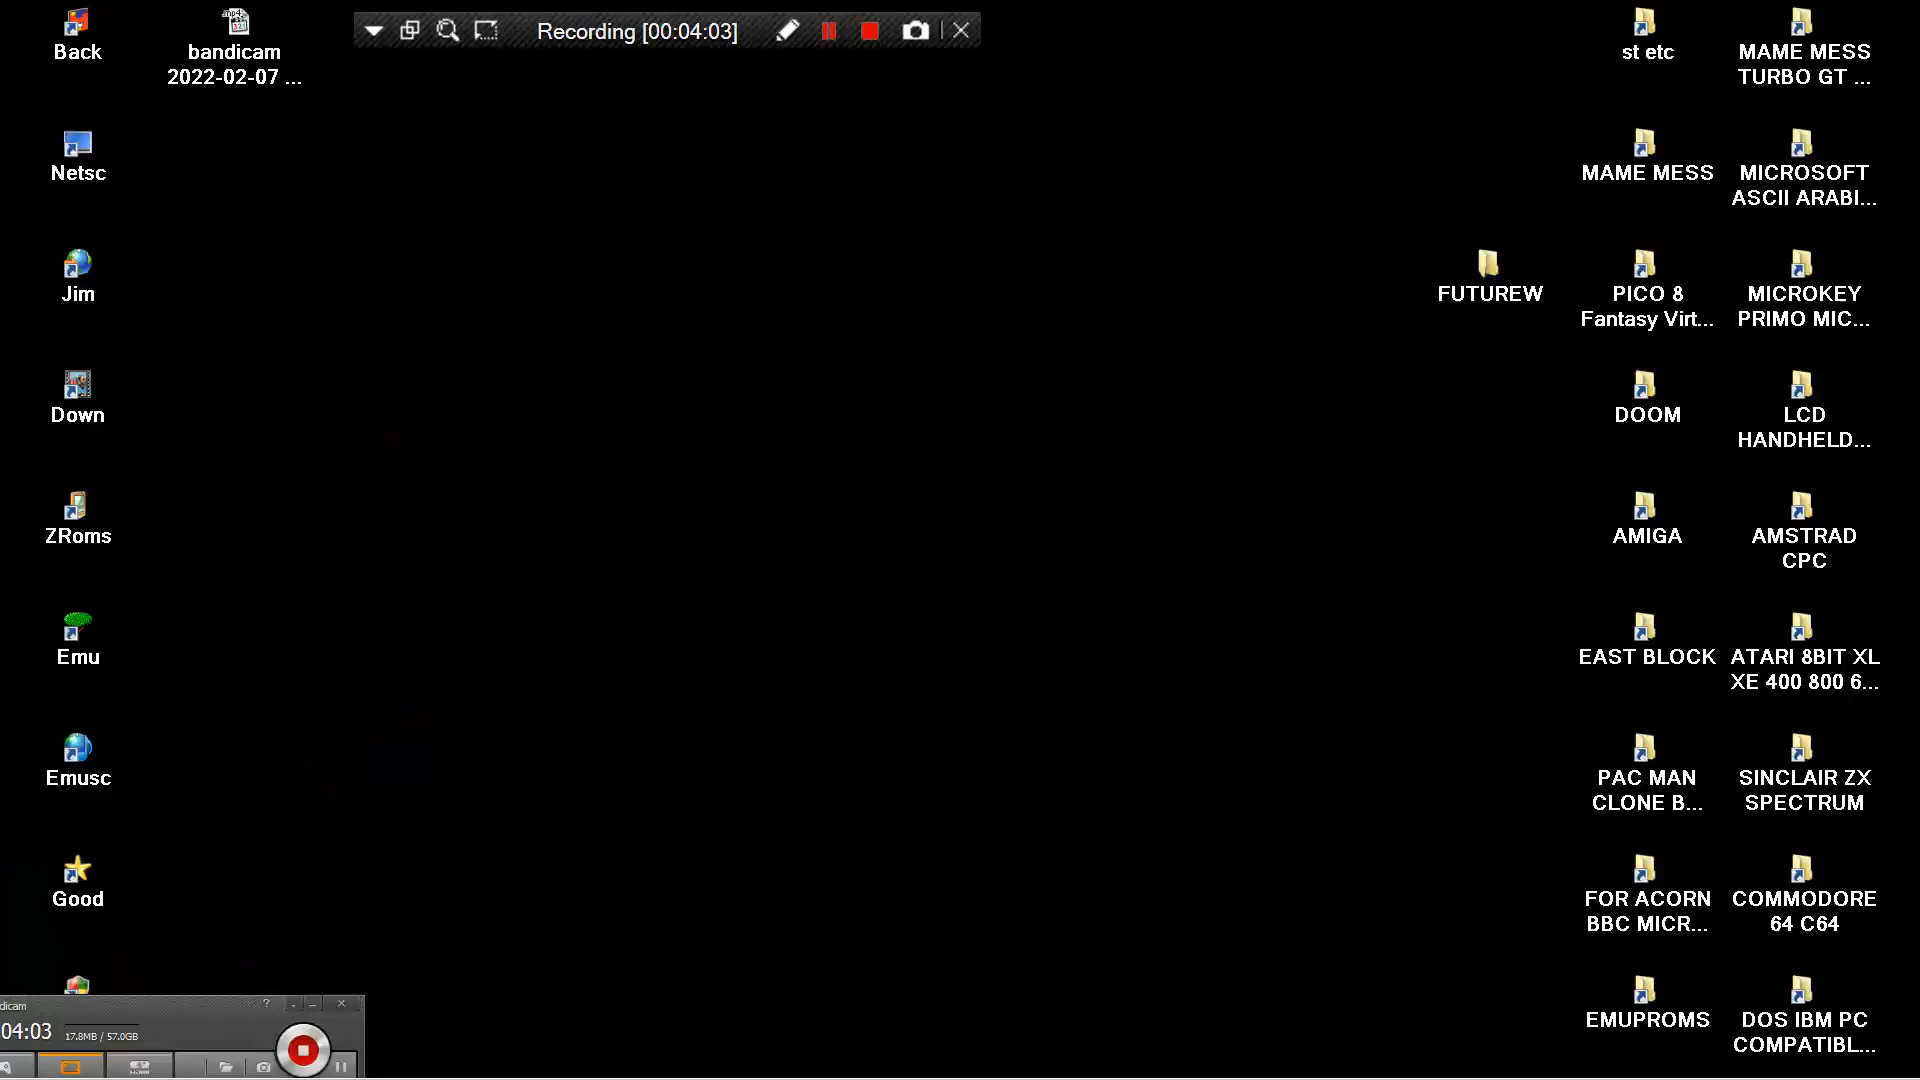 Recording [00:04:03]
Back
bandicam
2022-02-07 ...
st etc
MAME MESS
TURBO GT ...
Netsc
MAME MESS
MICROSOFT
ASCII ARABI...
Jim
FUTUREW
PICO 8
Fantasy Virt...
MICROKEY
PRIMO MIC...
Down
DOOM
LCD
HANDHELD...
ZRoms
AMIGA
AMSTRAD
CPC
Emu
EAST BLOCK
ATARI 8BIT XL
XE 400 800 6...
Emusc
PAC MAN
CLONE B...
SINCLAIR ZX
SPECTRUM
Good
FOR ACORN
BBC MICR...
COMMODORE
64 C64
EMUPROMS
DOS IBM PC
COMPATIBL...
dicam
04:03
17.8MB / 57.0GB